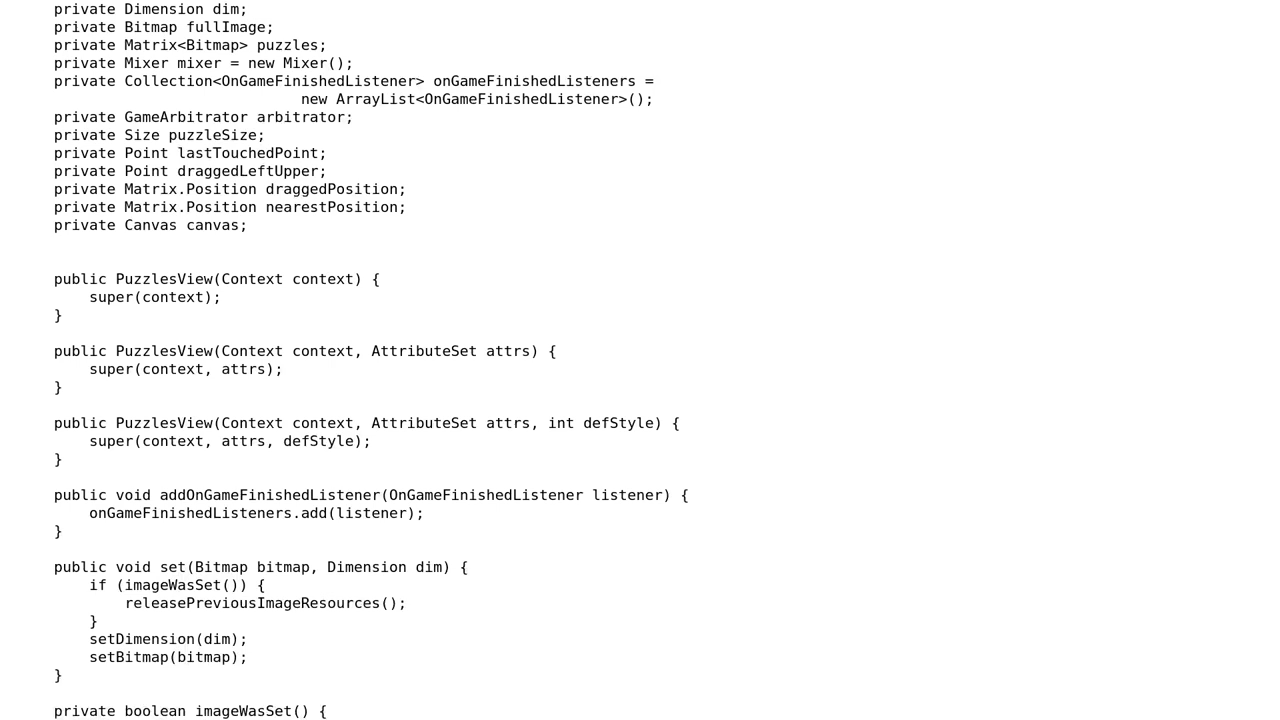 private Dimension dim;
private Bitmap fullImage;
private Matrix<Bitmap> puzzles;
private Mixer mixer = new Mixer();
private Collection<OnGameFinishedListener> onGameFinishedListeners =
new ArrayList<OnGameFinishedListener>();
private GameArbitrator arbitrator;
private Size puzzleSize;
private Point lastTouchedPoint;
private Point draggedLeftUpper;
private Matrix.Position draggedPosition;
private Matrix.Position nearestPosition;
private Canvas canvas;
public PuzzlesView(Context context) {
super(context);
}
public PuzzlesView(Context context, AttributeSet attrs) {
super(context, attrs);
}
public PuzzlesView(Context context, AttributeSet attrs, int defStyle) {
super(context, attrs, defStyle);
}
public void addOnGameFinishedListener(OnGameFinishedListener listener) {
onGameFinishedListeners.add(listener);
}
public void set(Bitmap bitmap, Dimension dim) {
if (imageWasSet()) {
releasePreviousImageResources();
}
setDimension(dim);
setBitmap(bitmap);
}
private boolean imageWasSet() {